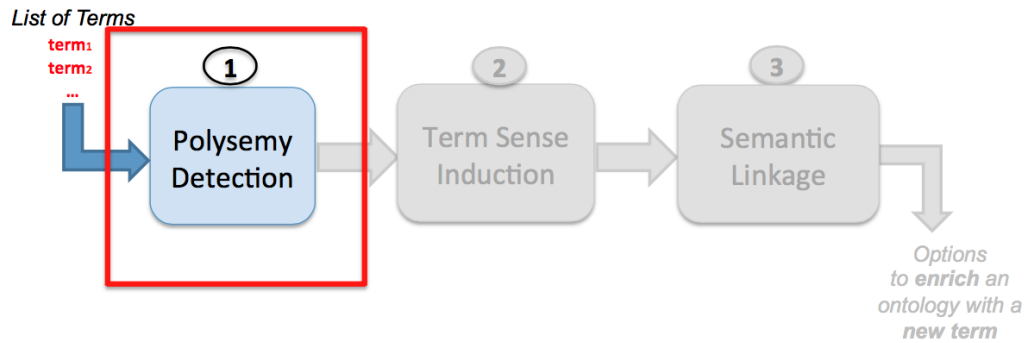 List of Terms
term1
term2
...
1
Polysemy
Detection
2
Term Sense
Induction
3
Semantic
Linkage
Options
to enrich an
ontology with a
new term